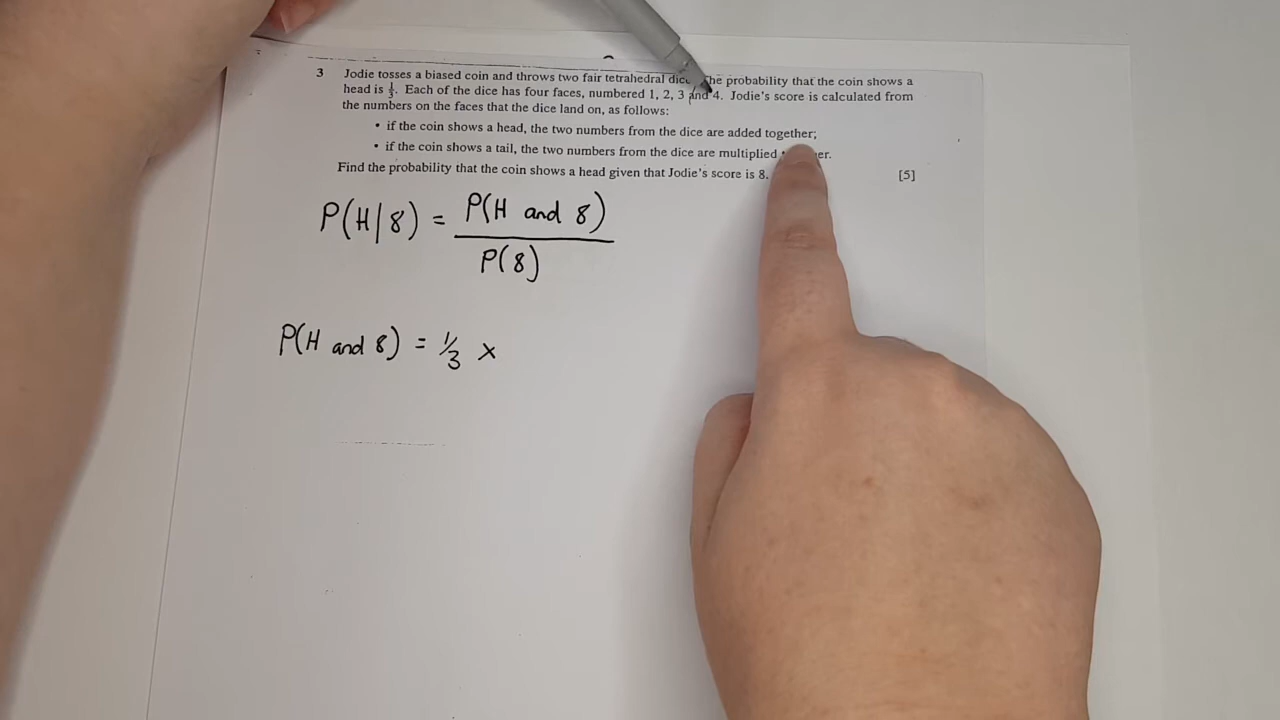 3 Jodie tosses a biased coin and throws two fair tetrahedral The probability that the coin shows a
head is 1/3. Each of the dice has four faces, numbered 1, 2, 3 and 4. Jodie's score is calculated from
the numbers on the faces that the dice land on, as follows:
• if the coin shows a head, the two numbers from the dice are added together;
• if the coin shows a tail, the two numbers from the dice are multiplied
Find the probability that the coin shows a head given that Jodie's score is 8. [5]
P(H|8) = P(H and 8)
P(8)
P(H and 8) = 1/3 ×